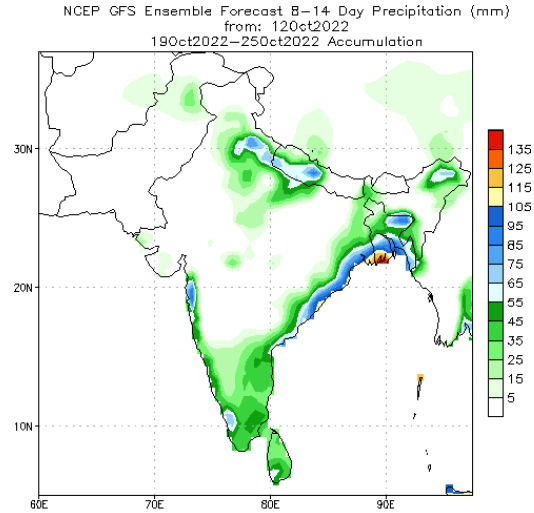 NCEP GFS Ensemble Forecast 8-14 Day Precipitation (mm)
from: 12Oct2022
19Oct2022-25Oct2022 Accumulation
30N
20N
10N
60E
70E
80E
90E
135
125
115
105
95
85
75
65
55
45
35
25
15
5